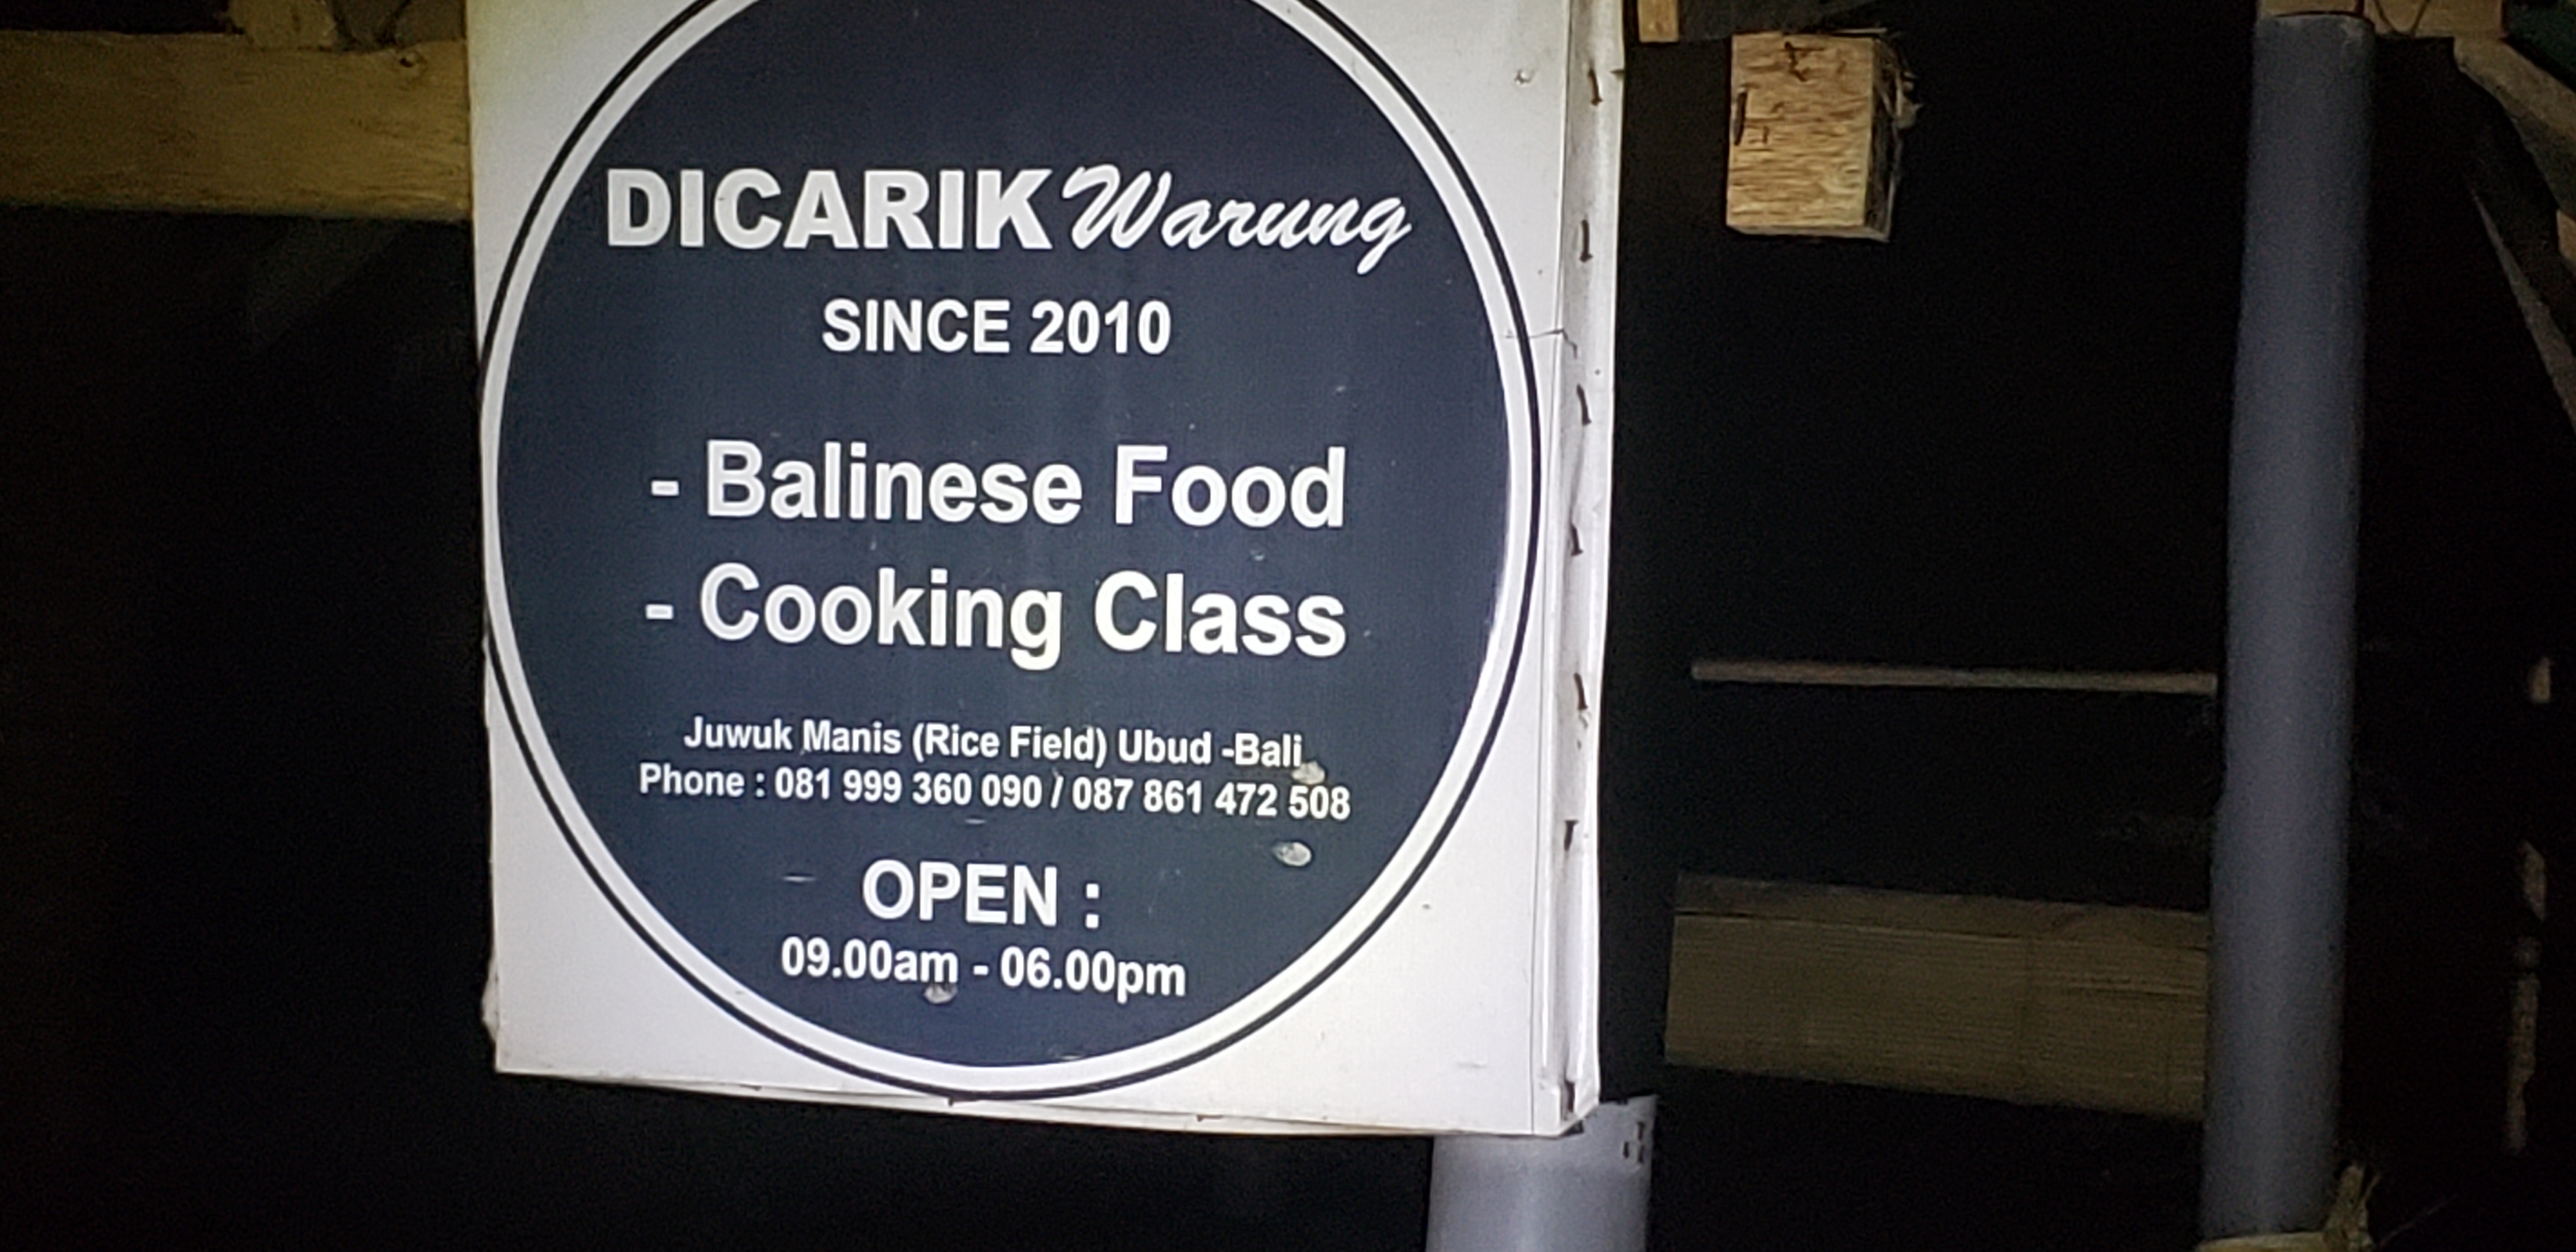 DICARIK Warung
SINCE 2010
- Balinese Food
- Cooking Class
Juwuk Manis (Rice Field) Ubud -Bali
Phone : 081 999 360 090 / 087 861 472 508
OPEN :
09.00am - 06.00pm